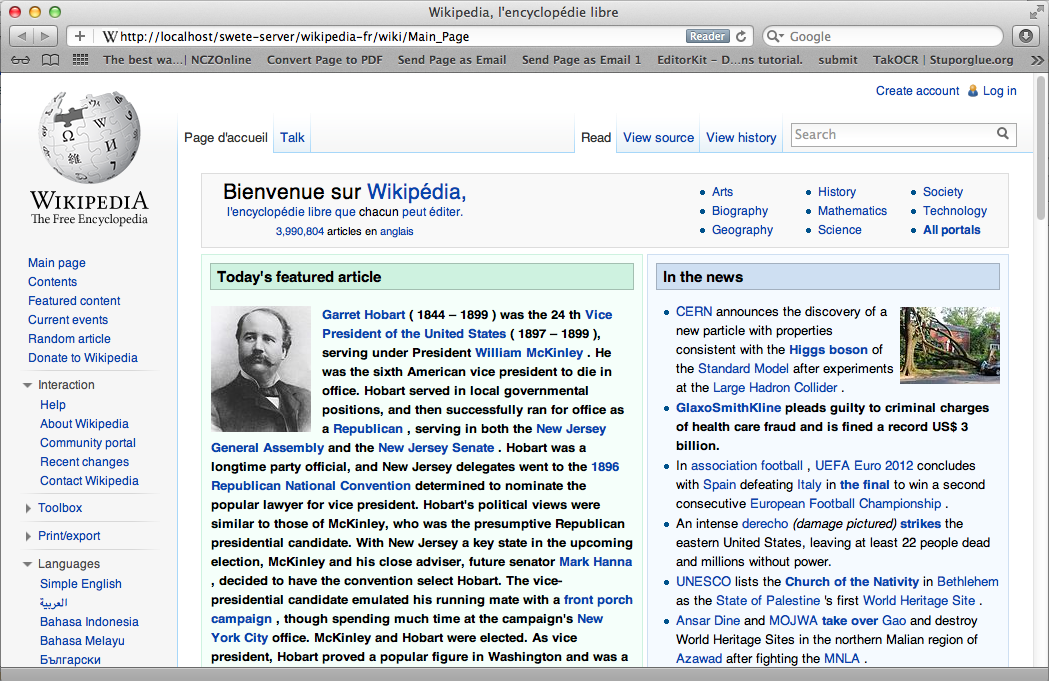 Wikipedia, l'encyclopédie libre
W http://localhost/swete-server/wikipedia-fr/wiki/Main_Page
Reader
Google
The best wa...| NCZOnline
Convert Page to PDF
Send Page as Email
Send Page as Email 1
EditorKit - D...ns tutorial.
submit
TakOCR | Stuporglue.org
Create account
Log in
WIKIPEDIA
The Free Encyclopedia
Page d'accueil
Talk
Read
View source
View history
Search
Bienvenue sur Wikipédia,
l'encyclopédie libre que chacun peut éditer.
3,990,804 articles en anglais
Arts
Biography
Geography
History
Mathematics
Science
Society
Technology
All portals
Main page
Contents
Featured content
Current events
Random article
Donate to Wikipedia
Interaction
Help
About Wikipedia
Community portal
Recent changes
Contact Wikipedia
Toolbox
Print/export
Languages
Simple English
العربية
Bahasa Indonesia
Bahasa Melayu
Български
Today's featured article
Garret Hobart ( 1844 – 1899 ) was the 24 th Vice
President of the United States ( 1897 – 1899 ),
serving under President William McKinley . He
was the sixth American vice president to die in
office. Hobart served in local governmental
positions, and then successfully ran for office as
a Republican , serving in both the New Jersey
General Assembly and the New Jersey Senate . Hobart was a
longtime party official, and New Jersey delegates went to the 1896
Republican National Convention determined to nominate the
popular lawyer for vice president. Hobart's political views were
similar to those of McKinley, who was the presumptive Republican
presidential candidate. With New Jersey a key state in the upcoming
election, McKinley and his close adviser, future senator Mark Hanna
, decided to have the convention select Hobart. The vice-
presidential candidate emulated his running mate with a front porch
campaign , though spending much time at the campaign's New
York City office. McKinley and Hobart were elected. As vice
president, Hobart proved a popular figure in Washington and was a
In the news
CERN announces the discovery of a
new particle with properties
consistent with the Higgs boson of
the Standard Model after experiments
at the Large Hadron Collider .
GlaxoSmithKline pleads guilty to criminal charges
of health care fraud and is fined a record US$ 3
billion.
In association football , UEFA Euro 2012 concludes
with Spain defeating Italy in the final to win a second
consecutive European Football Championship .
An intense derecho (damage pictured) strikes the
eastern United States, leaving at least 22 people dead
and millions without power.
UNESCO lists the Church of the Nativity in Bethlehem
as the State of Palestine 's first World Heritage Site .
Ansar Dine and MOJWA take over Gao and destroy
World Heritage Sites in the northern Malian region of
Azawad after fighting the MNLA .